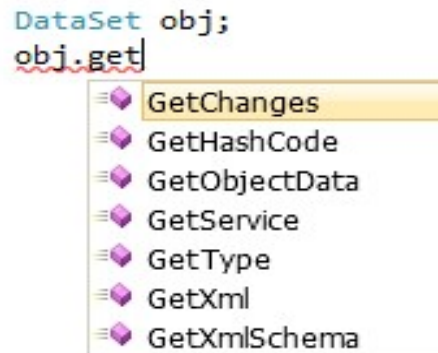 DataSet obj;
obj.get
GetChanges
GetHashCode
GetObjectData
GetService
GetType
GetXml
GetXmlSchema